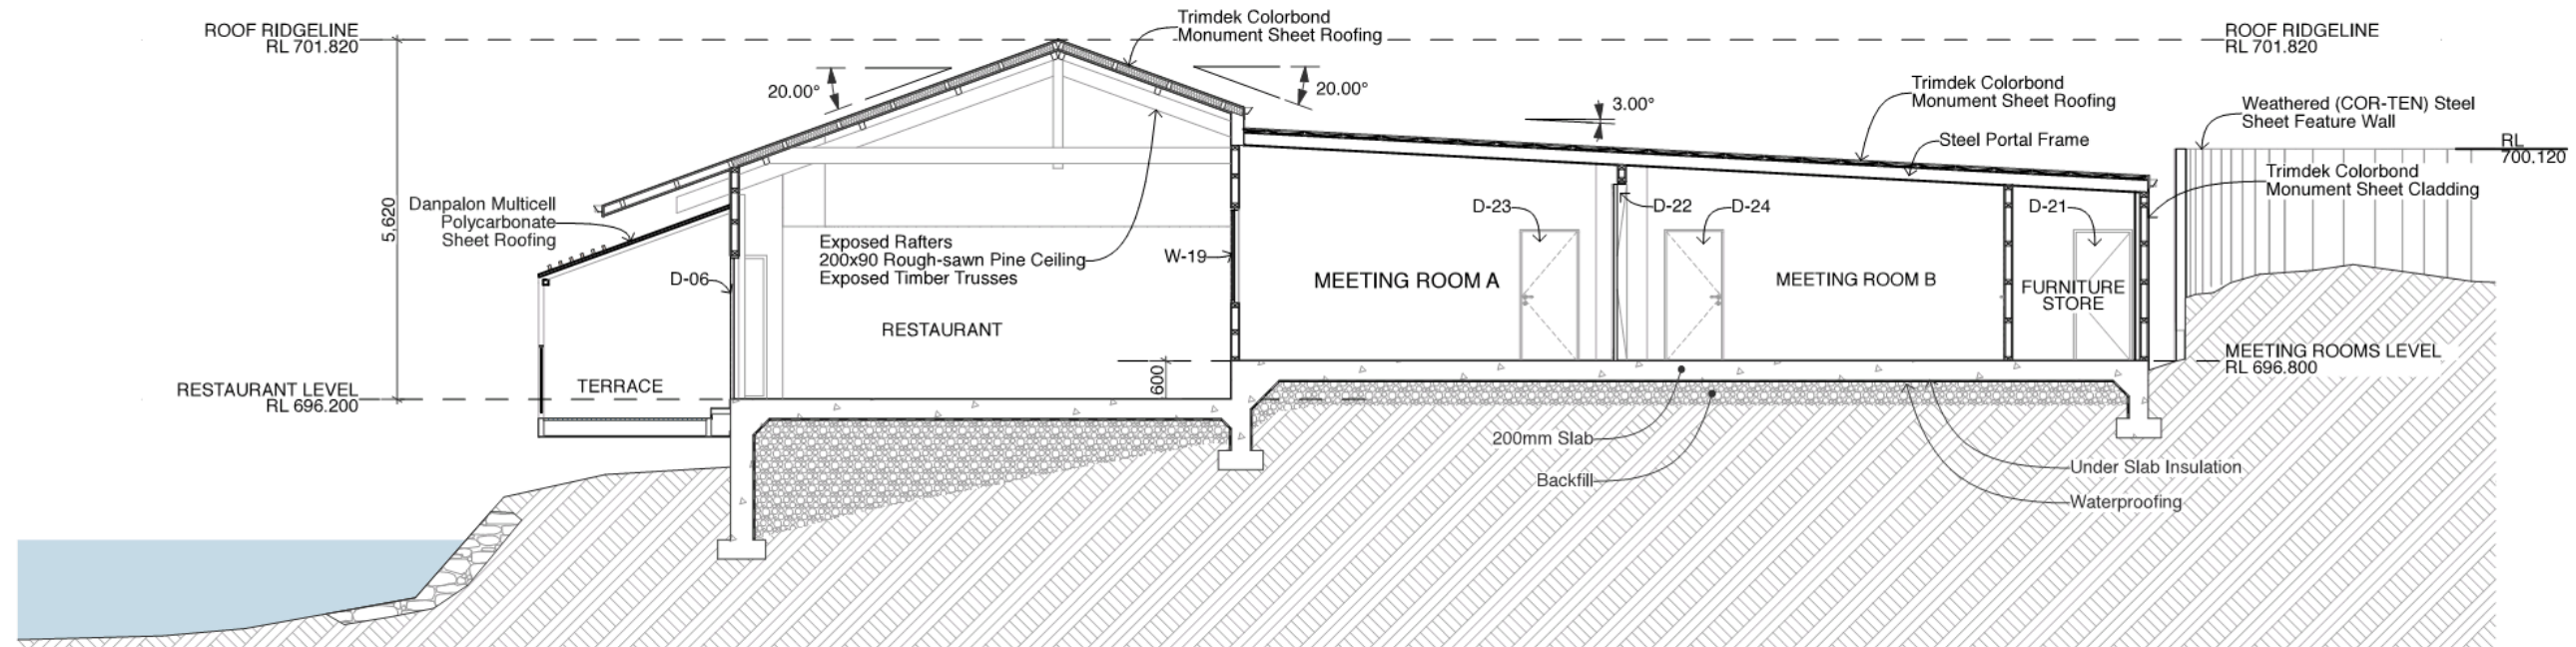 ROOF RIDGELINE
RL 701.820
Trimdek Colorbond
Monument Sheet Roofing
ROOF RIDGELINE
RL 701.820
20.00°
20.00°
3.00°
Trimdek Colorbond
Monument Sheet Roofing
Steel Portal Frame
Weathered (COR-TEN) Steel
Sheet Feature Wall
RL
700.120
Trimdek Colorbond
Monument Sheet Cladding
5,620
Danpalon Multicell
Polycarbonate
Sheet Roofing
D-06
Exposed Rafters
200x90 Rough-sawn Pine Ceiling
Exposed Timber Trusses
W-19
D-23
D-22
D-24
D-21
MEETING ROOM A
MEETING ROOM B
FURNITURE
STORE
RESTAURANT
TERRACE
600
RESTAURANT LEVEL
RL 696.200
MEETING ROOMS LEVEL
RL 696.800
200mm Slab
Backfill
Under Slab Insulation
Waterproofing